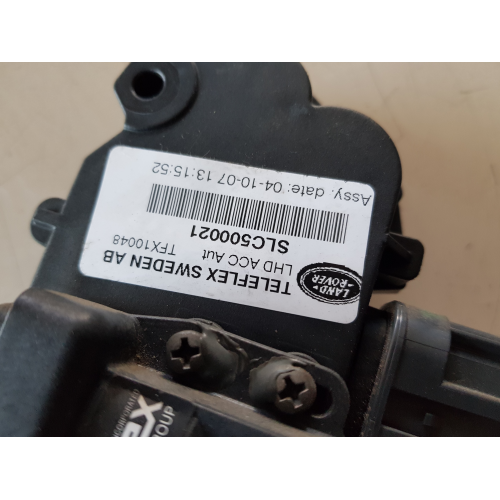 LAND
ROVER
TELEFLEX SWEDEN AB
LHD ACC Aut TFX10048
SLC500021
Assy. date: 04-10-07 13:15:52